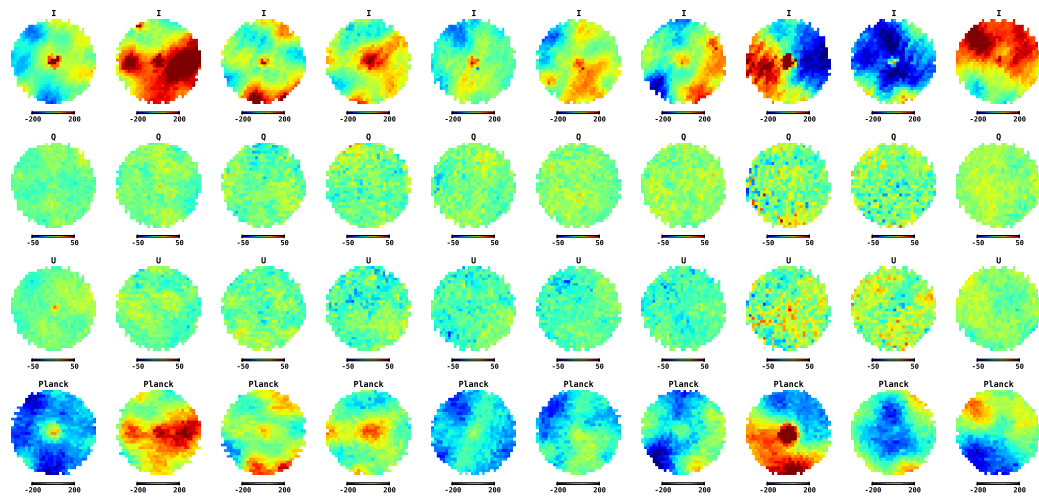 I I I I I I I I I I
-200 200 -200 200 -200 200 -200 200 -200 200 -200 200 -200 200 -200 200 -200 200 -200 200
Q Q Q Q Q Q Q Q Q Q
-50 50 -50 50 -50 50 -50 50 -50 50 -50 50 -50 50 -50 50 -50 50 -50 50
U U U U U U U U U U
-50 50 -50 50 -50 50 -50 50 -50 50 -50 50 -50 50 -50 50 -50 50 -50 50
Planck Planck Planck Planck Planck Planck Planck Planck Planck Planck
-200 200 -200 200 -200 200 -200 200 -200 200 -200 200 -200 200 -200 200 -200 200 -200 200